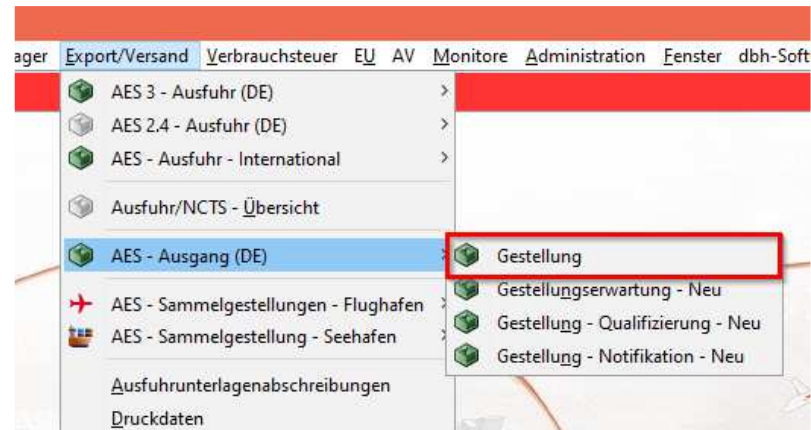 ager Export/Versand Verbrauchsteuer EU AV Monitore Administration Fenster dbh-Soft
AES 3 - Ausfuhr (DE)
AES 2.4 - Ausfuhr (DE)
AES - Ausfuhr - International
Ausfuhr/NCTS - Übersicht
AES - Ausgang (DE)
Gestellung
Gestellungserwartung - Neu
Gestellung - Qualifizierung - Neu
Gestellung - Notifikation - Neu
AES - Sammelgestellungen - Flughafen
AES - Sammelgestellung - Seehafen
Ausfuhrunterlagenabschreibungen
Druckdaten